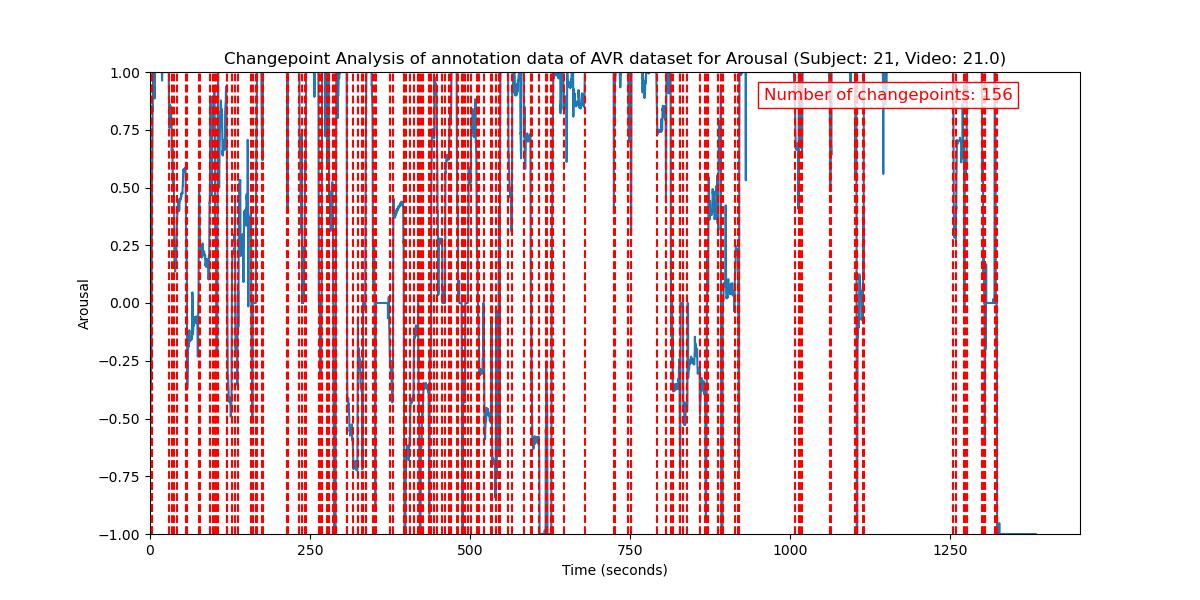 Changepoint Analysis of annotation data of AVR dataset for Arousal (Subject: 21, Video: 21.0)
Number of changepoints: 156
1.00
0.75
0.50
0.25
0.00
−0.25
−0.50
−0.75
−1.00
Arousal
0 250 500 750 1000 1250
Time (seconds)